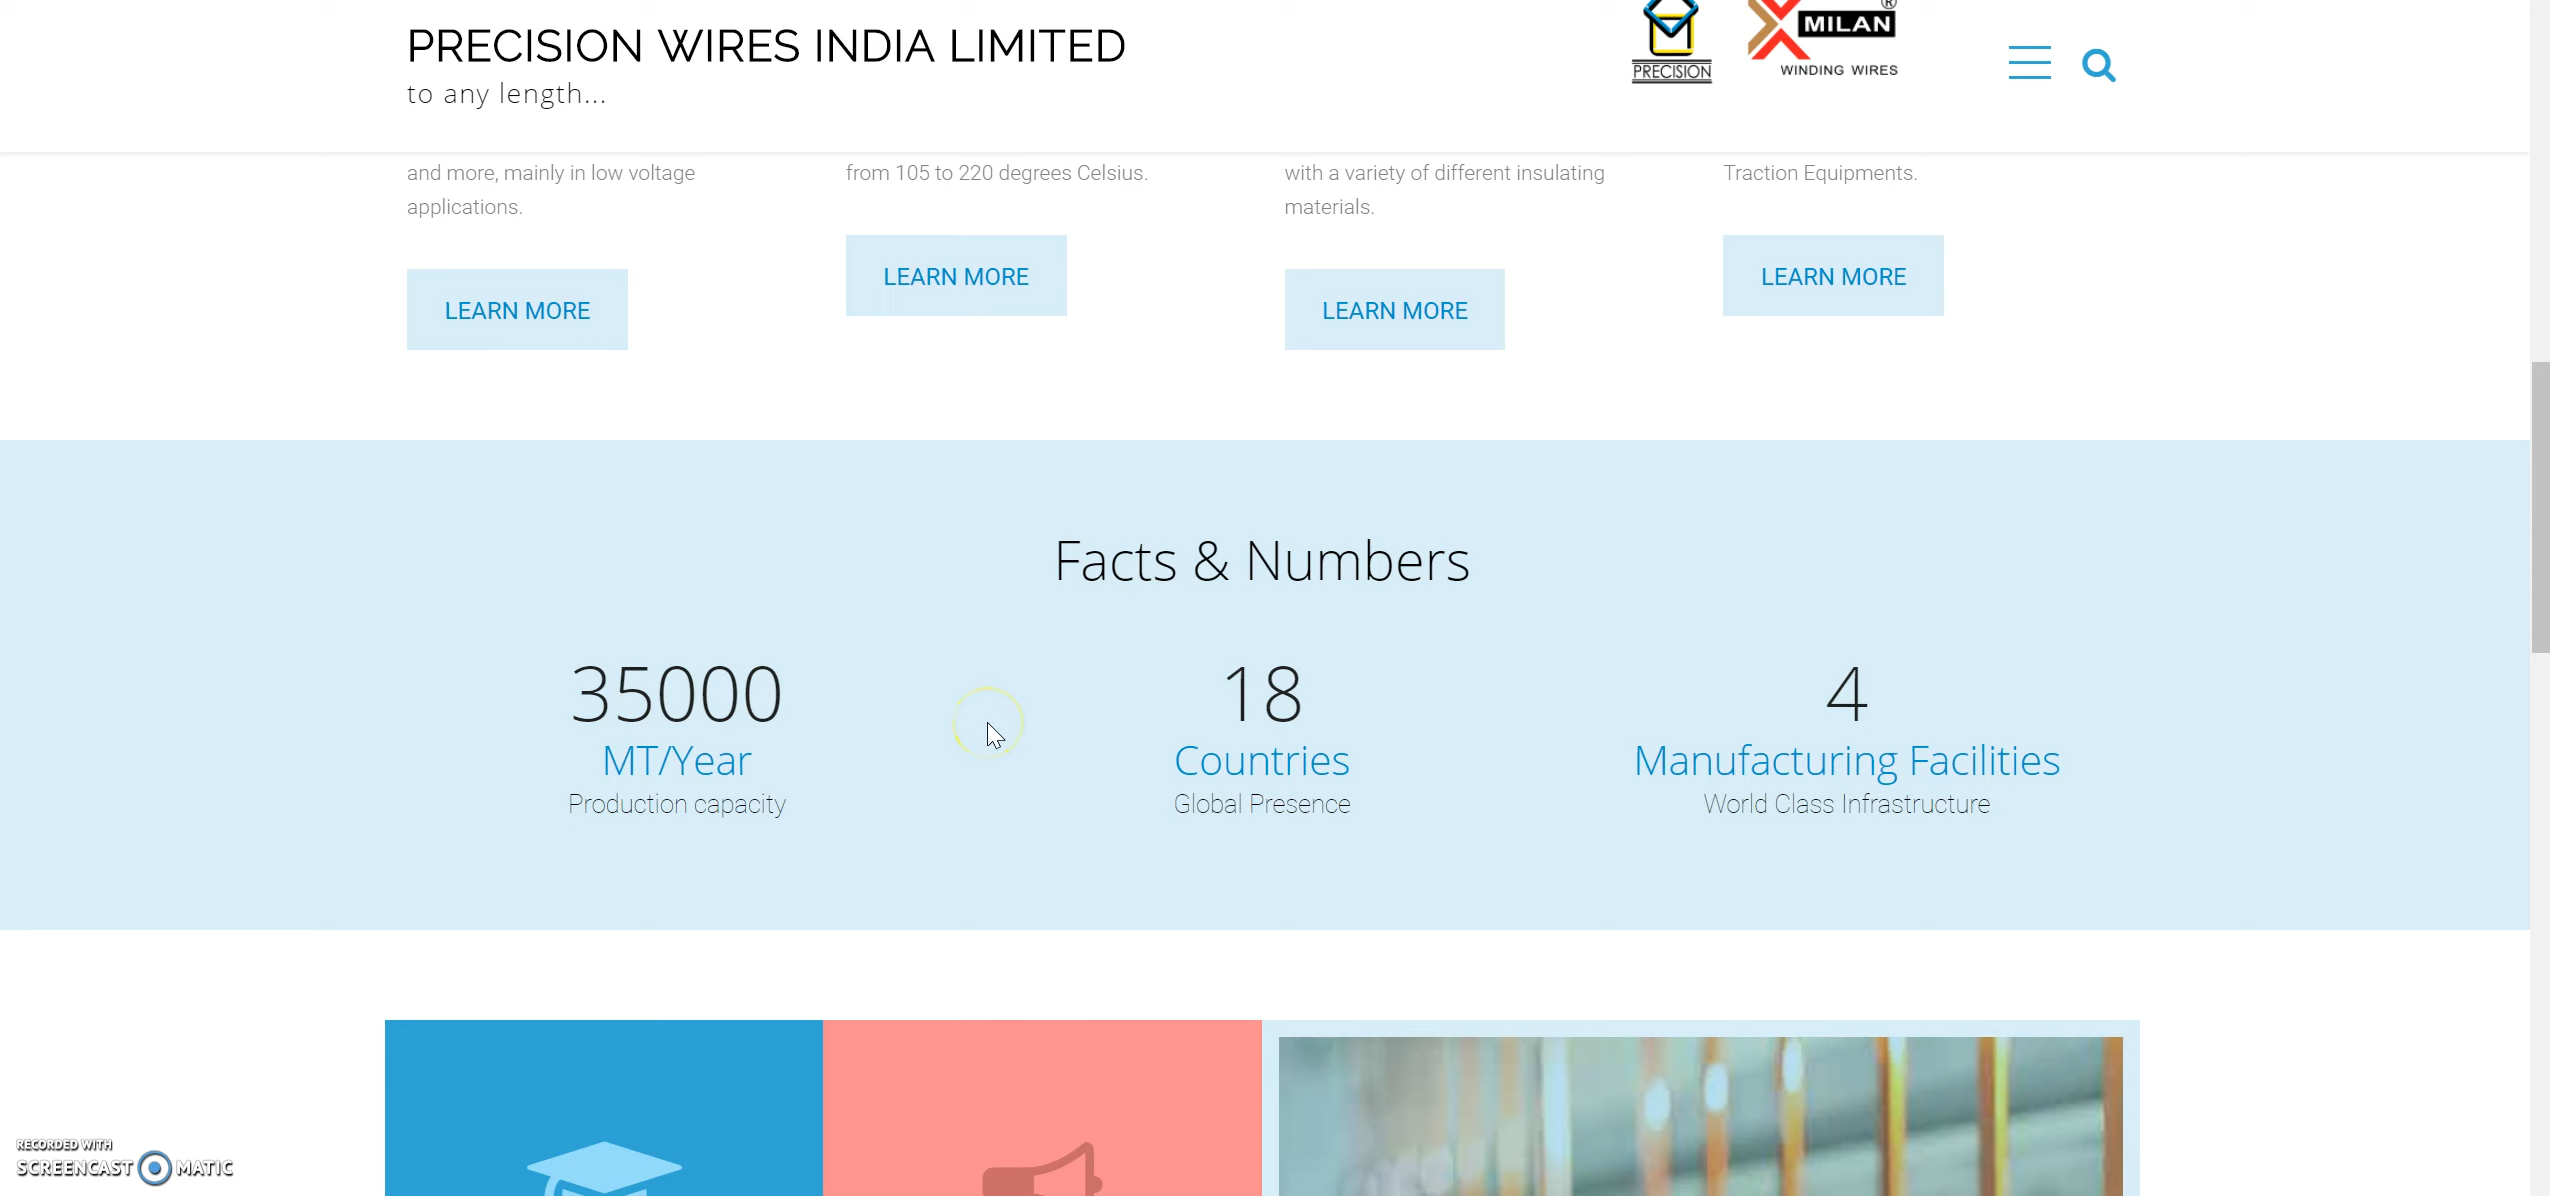 PRECISION WIRES INDIA LIMITED
to any length...
PRECISION
MILAN
®
WINDING WIRES
and more, mainly in low voltage
applications.
LEARN MORE
from 105 to 220 degrees Celsius.
LEARN MORE
with a variety of different insulating
materials.
LEARN MORE
Traction Equipments.
LEARN MORE
Facts & Numbers
35000
MT/Year
Production capacity
18
Countries
Global Presence
4
Manufacturing Facilities
World Class Infrastructure
RECORDED WITH
SCREENCAST MATIC